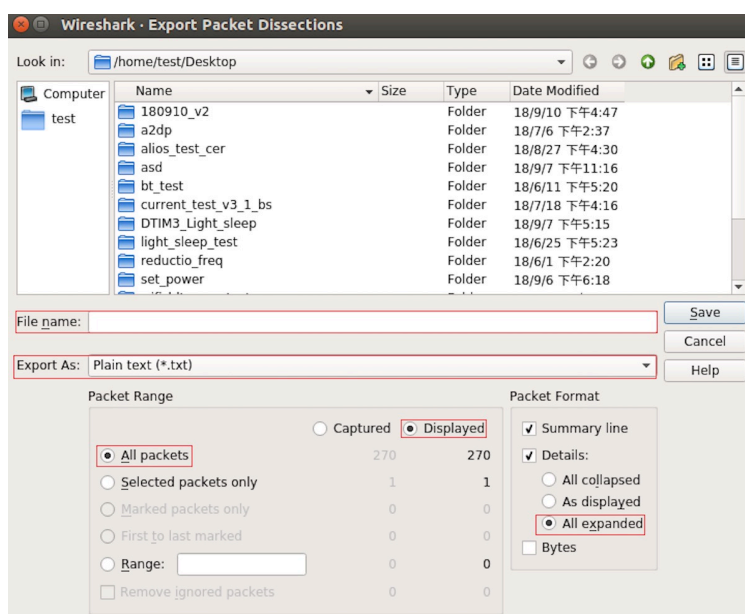 Wireshark · Export Packet Dissections
Look in: /home/test/Desktop
Computer
test
Name Size Type Date Modified
180910_v2 Folder 18/9/10 下午4:47
a2dp Folder 18/7/6 下午2:37
alios_test_cer Folder 18/8/27 下午4:30
asd Folder 18/9/7 下午11:16
bt_test Folder 18/6/11 下午5:20
current_test_v3_1_bs Folder 18/7/18 下午4:16
DTIM3_Light_sleep Folder 18/9/7 下午5:15
light_sleep_test Folder 18/6/25 下午5:23
reductio_freq Folder 18/6/1 下午2:20
set_power Folder 18/9/6 下午6:18
File name:
Save
Cancel
Export As: Plain text (*.txt)
Help
Packet Range
Captured Displayed
All packets 270 270
Selected packets only 1 1
Marked packets only 0 0
First to last marked 0 0
Range: 0 0
Remove ignored packets 0 0
Packet Format
Summary line
Details:
All collapsed
As displayed
All expanded
Bytes